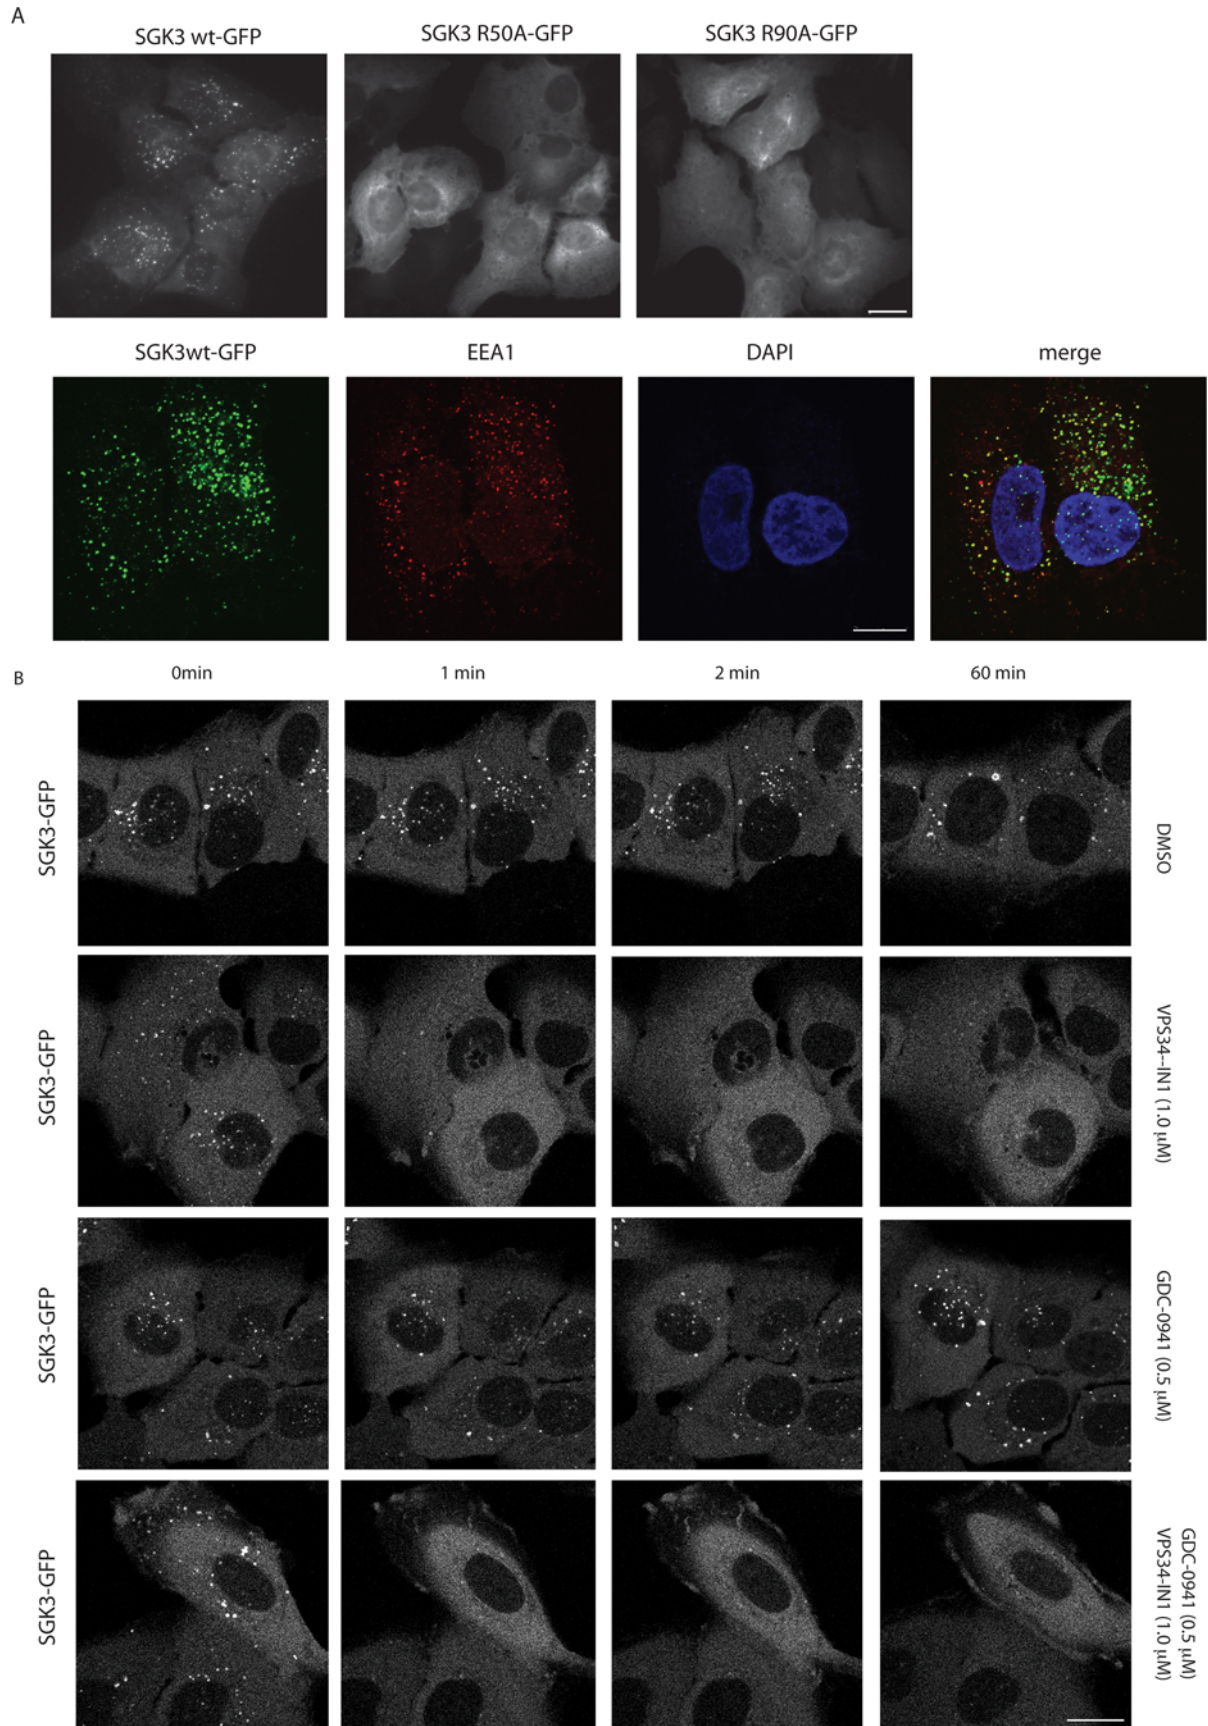 A
SGK3 wt-GFP
SGK3 R50A-GFP
SGK3 R90A-GFP
SGK3wt-GFP
EEA1
DAPI
merge
B
0min
1 min
2 min
60 min
SGK3-GFP
DMSO
SGK3-GFP
VPS34--IN1 (1.0 µM)
SGK3-GFP
GDC-0941 (0.5 µM)
SGK3-GFP
GDC-0941 (0.5 µM)
VPS34-IN1 (1.0 µM)